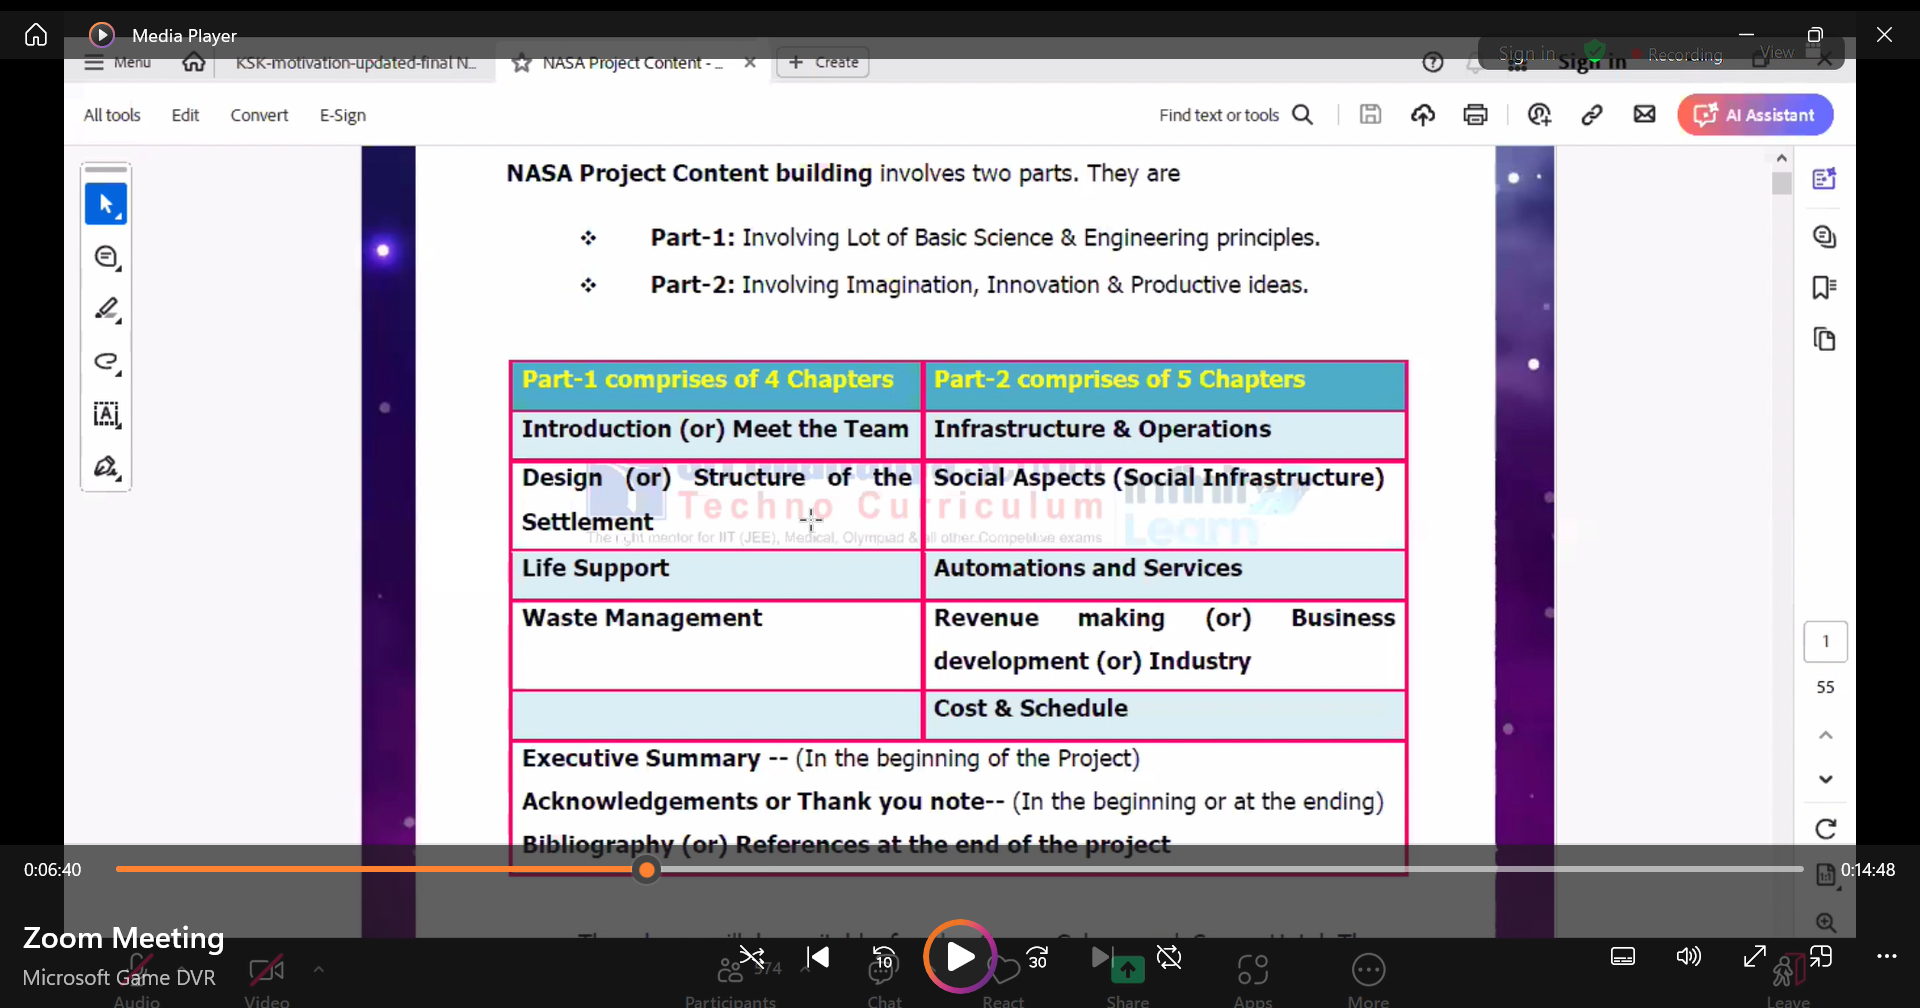 Media Player
Menu
KSK-motivation-updated-final N...
NASA Project Content - ...
Create
Sign in
Sign in
Recording
View
All tools
Edit
Convert
E-Sign
Find text or tools
AI Assistant
NASA Project Content building involves two parts. They are
❖ Part-1: Involving Lot of Basic Science & Engineering principles.
❖ Part-2: Involving Imagination, Innovation & Productive ideas.
Part-1 comprises of 4 Chapters
Part-2 comprises of 5 Chapters
Introduction (or) Meet the Team
Infrastructure & Operations
Design (or) Structure of the
Settlement
Social Aspects (Social Infrastructure)
Techno Curriculum
The right mentor for IIT (JEE), Medical, Olympiad & all other Competitive exams
Learn
Life Support
Automations and Services
Waste Management
Revenue making (or) Business
development (or) Industry
Cost & Schedule
Executive Summary -- (In the beginning of the Project)
Acknowledgements or Thank you note-- (In the beginning or at the ending)
Bibliography (or) References at the end of the project
1
55
1:1
0:06:40
0:14:48
Zoom Meeting
Microsoft Game DVR
10
30
Audio
Video
Participants
Chat
React
Share
Apps
More
Leave